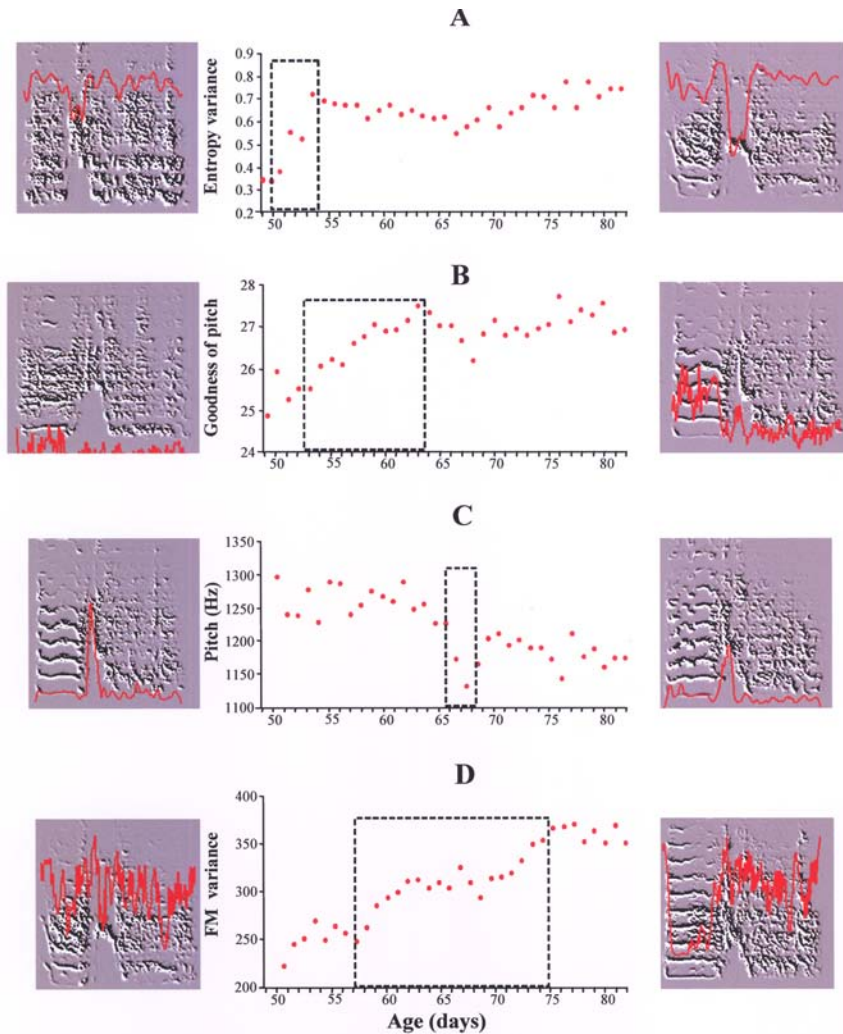 A
Entropy variance
0.9
0.8
0.7
0.6
0.5
0.4
0.3
0.2
50 55 60 65 70 75 80
B
Goodness of pitch
28
27
26
25
24
50 55 60 65 70 75 80
C
Pitch (Hz)
1350
1300
1250
1200
1150
1100
50 55 60 65 70 75 80
D
FM variance
400
350
300
250
200
50 55 60 65 70 75 80
Age (days)